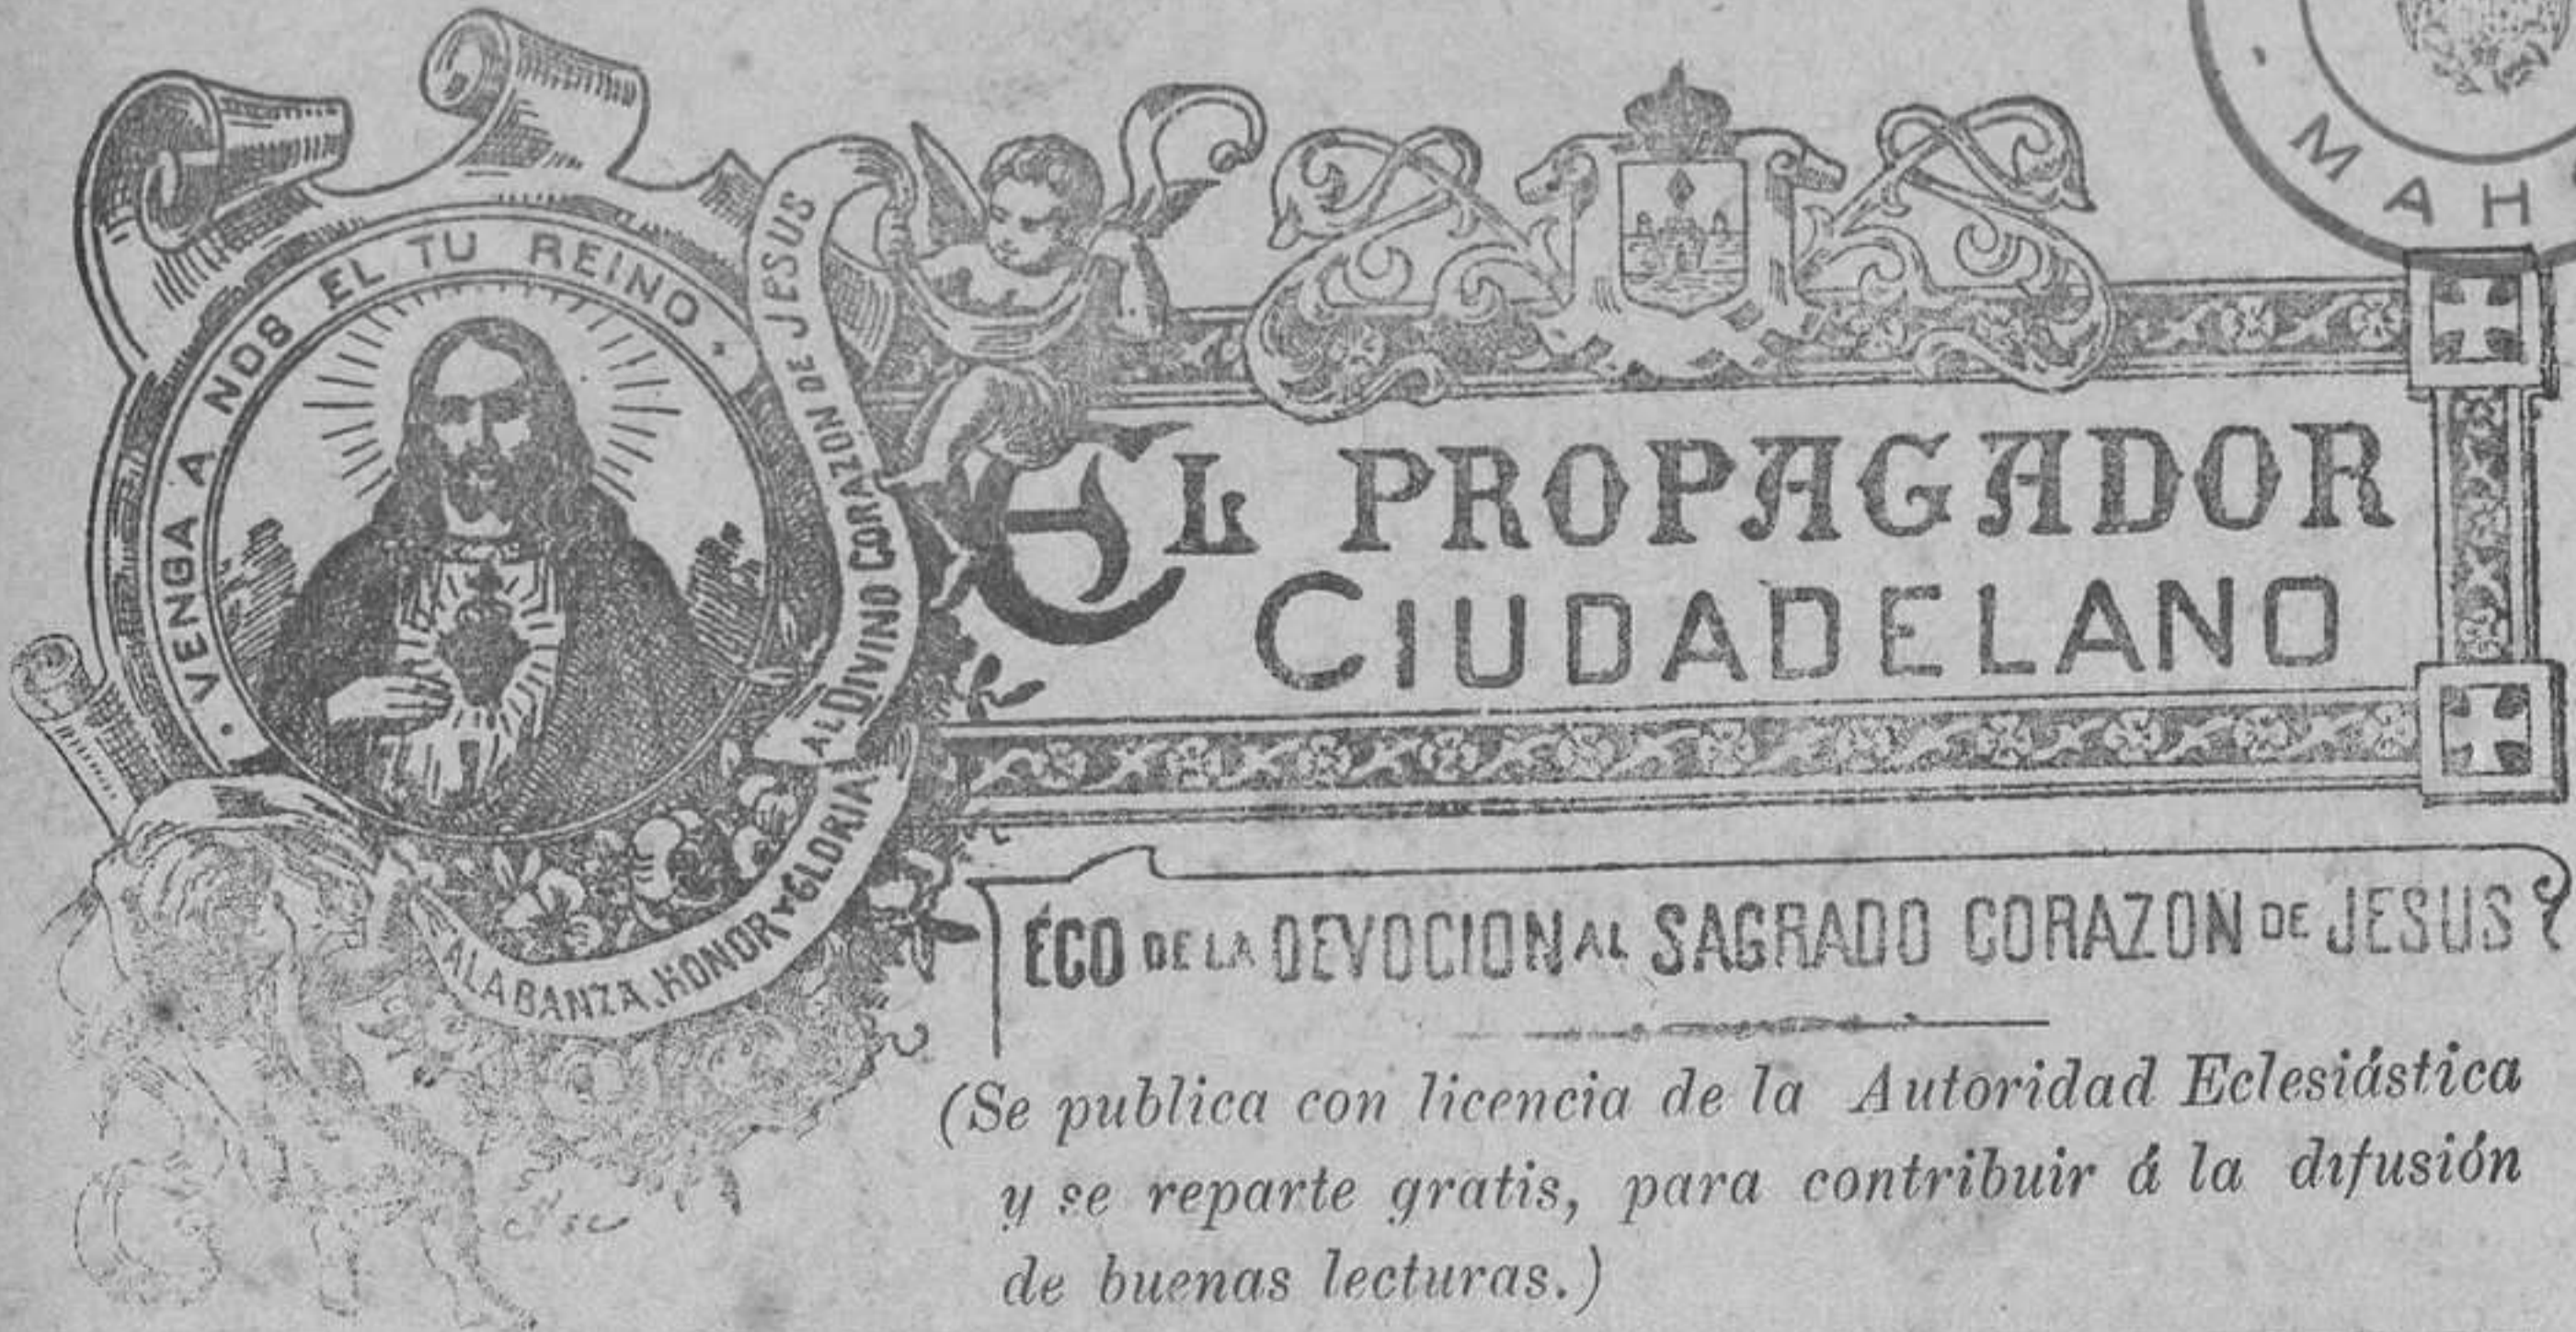 · VENGA A NOS EL TU REINO ·
ALABANZA, HONOR Y GLORIA AL DIVINO CORAZÓN DE JESUS
EL PROPAGADOR
CIUDADELANO
ÉCO DE LA DEVOCION AL SAGRADO CORAZON DE JESUS
(Se publica con licencia de la Autoridad Eclesiástica
y se reparte gratis, para contribuir á la difusión
de buenas lecturas.)
· MAH